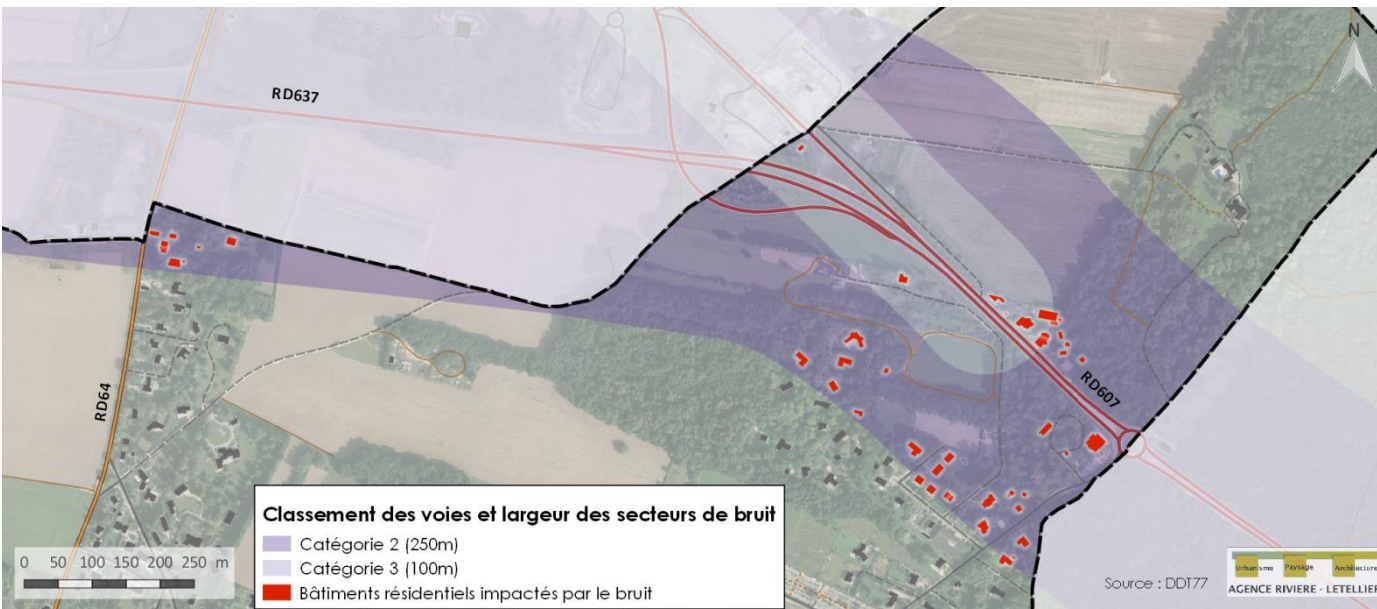 N
RD637
RD64
RD607
Classement des voies et largeur des secteurs de bruit
Catégorie 2 (250m)
Catégorie 3 (100m)
Bâtiments résidentiels impactés par le bruit
0 50 100 150 200 250 m
Source : DDT77
Urbanisme Paysage Architecture
AGENCE RIVIERE - LETELLIER